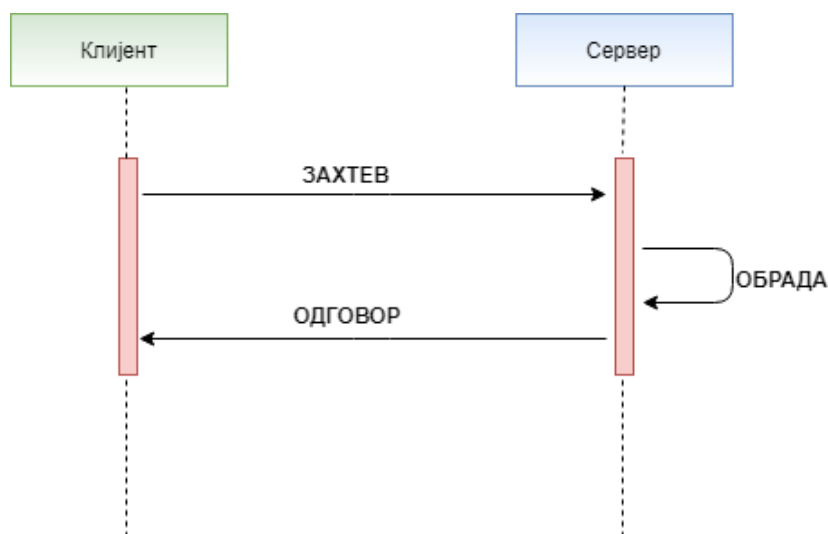 Клијент
Сервер
ЗАХТЕВ
ОБРАДА
ОДГОВОР